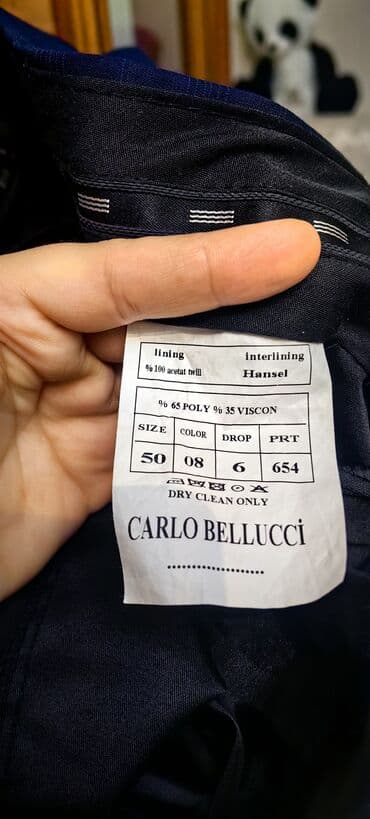 lining interlining
% 100 acetat twill Hansel
% 65 POLY % 35 VISCON
SIZE COLOR DROP PRT
50 08 6 654
DRY CLEAN ONLY
CARLO BELLUCCİ